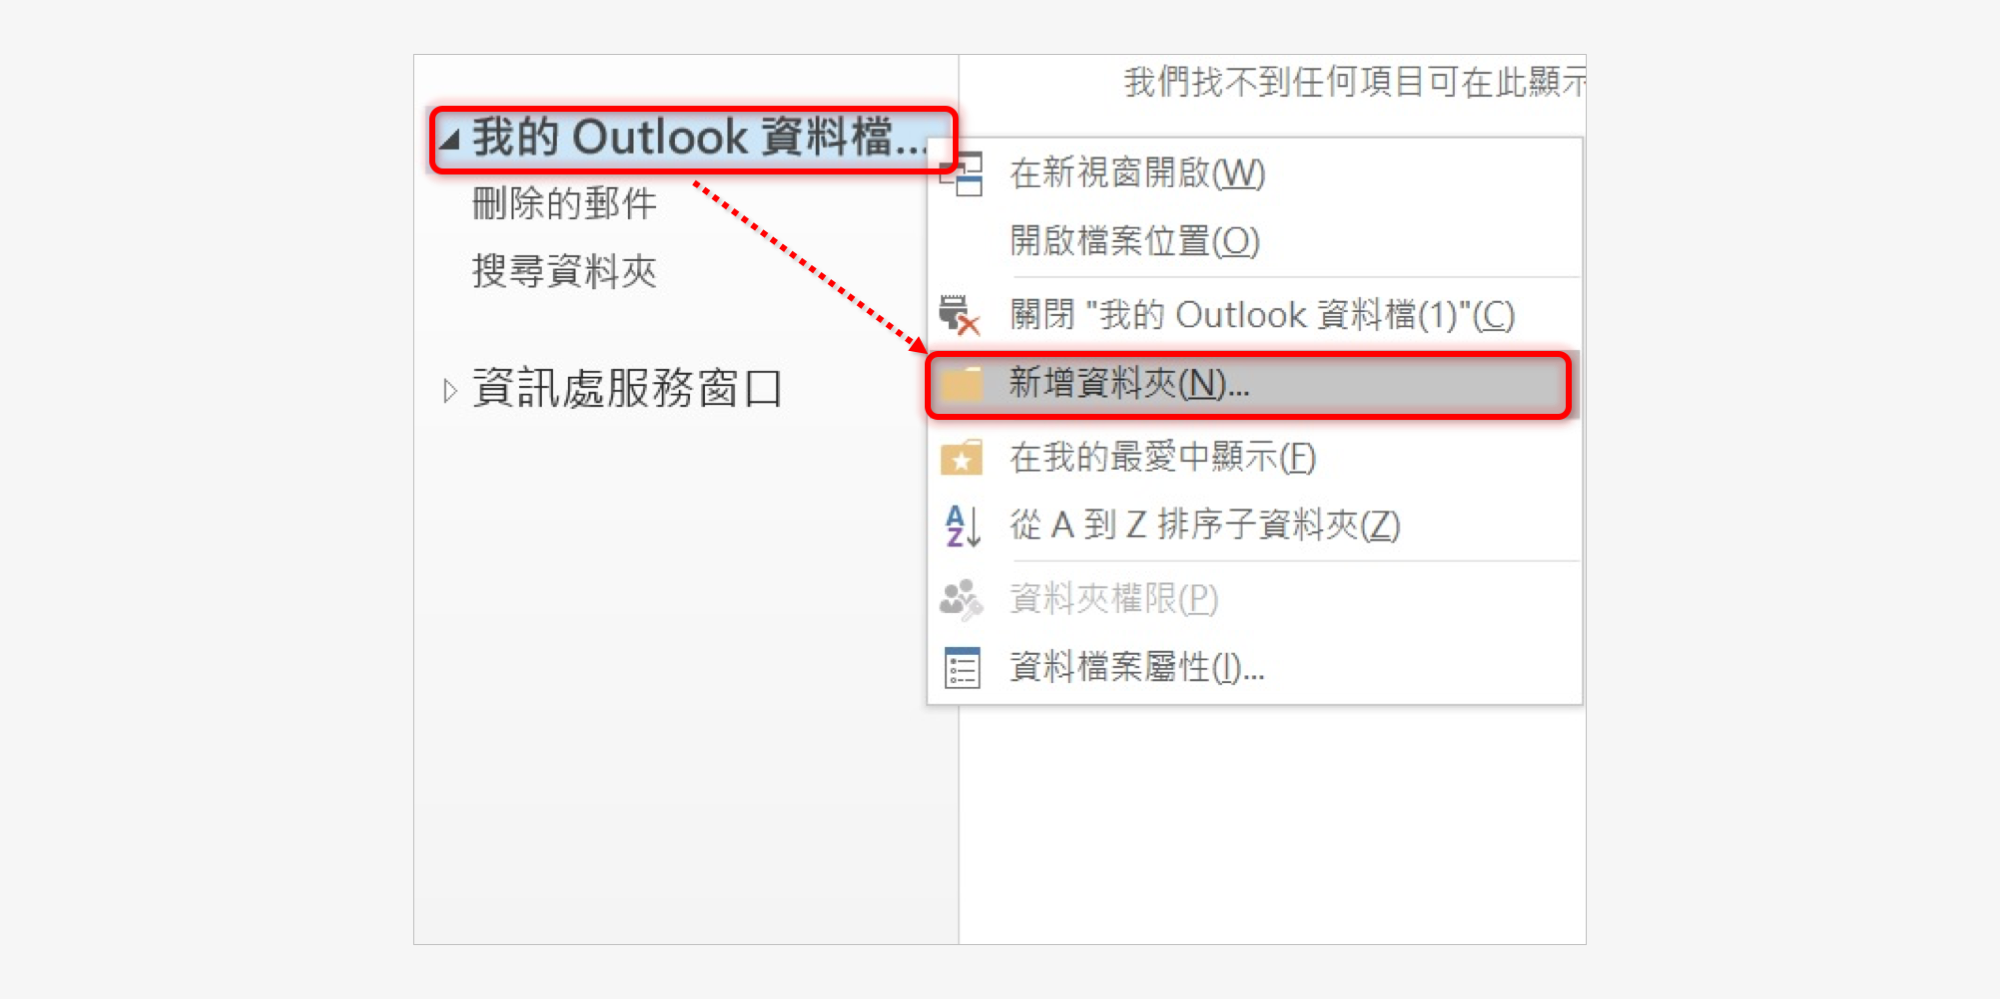 我的 Outlook 資料檔...
刪除的郵件
搜尋資料夾
資訊處服務窗口
我們找不到任何項目可在此顯示
在新視窗開啟(W)
開啟檔案位置(O)
關閉 "我的 Outlook 資料檔(1)"(C)
新增資料夾(N)...
在我的最愛中顯示(F)
從 A 到 Z 排序子資料夾(Z)
資料夾權限(P)
資料檔案屬性(I)...